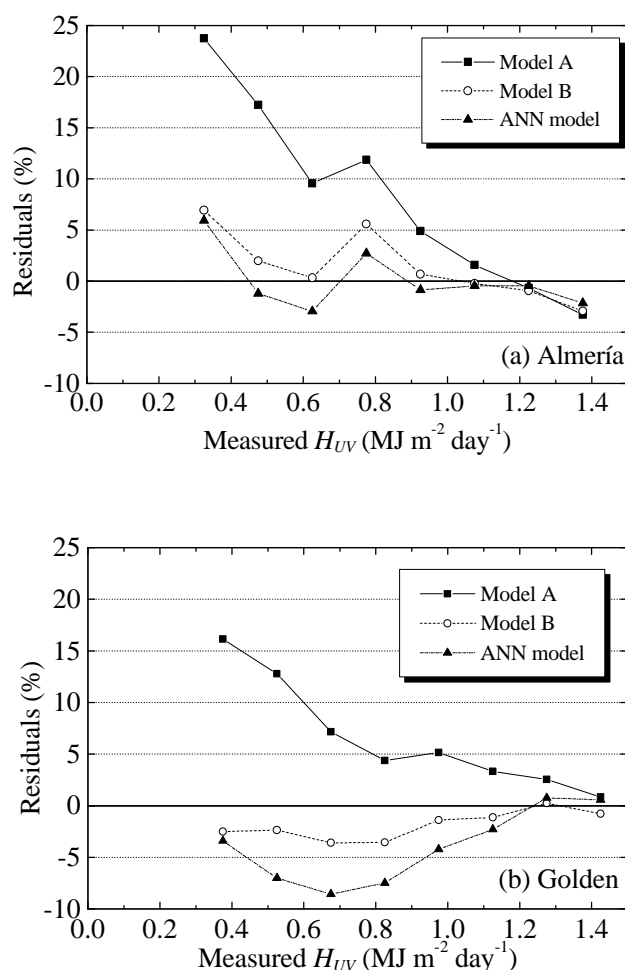 25
20
15
10
5
0
-5
-10
Residuals (%)
Model A
Model B
ANN model
(a) Almería
0.0 0.2 0.4 0.6 0.8 1.0 1.2 1.4
Measured H_UV (MJ m⁻² day⁻¹)
25
20
15
10
5
0
-5
-10
Residuals (%)
Model A
Model B
ANN model
(b) Golden
0.0 0.2 0.4 0.6 0.8 1.0 1.2 1.4
Measured H_UV (MJ m⁻² day⁻¹)